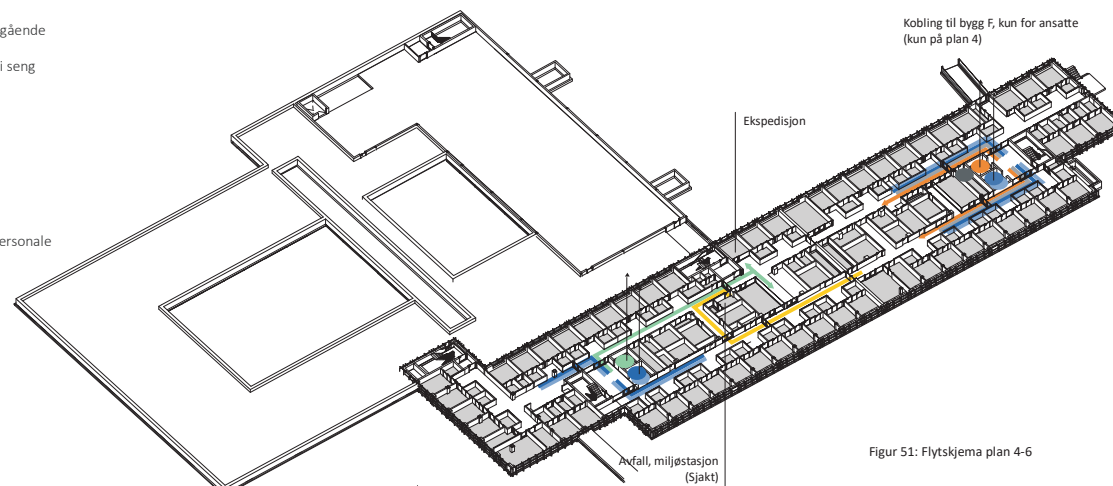 gående
i seng
ersonale
Kobling til bygg F, kun for ansatte
(kun på plan 4)
Ekspedisjon
Avfall, miljøstasjon
(Sjakt)
Figur 51: Flytskjema plan 4-6